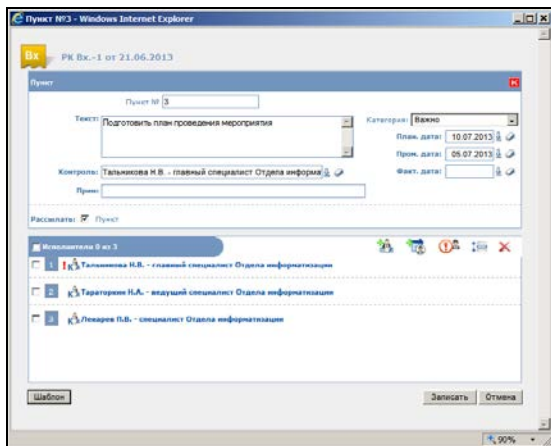 Пункт №3 - Windows Internet Explorer
Вх РК Вх.-1 от 21.06.2013
Пункт
Пункт № 3
Текст: Подготовить план проведения мероприятия
Категория: Важно
План. дата: 10.07.2013
Пром. дата: 05.07.2013
Контроль: Тальникова Н.В. - главный специалист Отдела информа
Факт. дата:
Прим:
Рассылать: Пункт
Исполнители 0 из 3
1 ! К Тальникова Н.В. - главный специалист Отдела информатизации
2 К Тараторкин Н.А. - ведущий специалист Отдела информатизации
3 К Лекарев П.В. - специалист Отдела информатизации
Шаблон Записать Отмена
90%